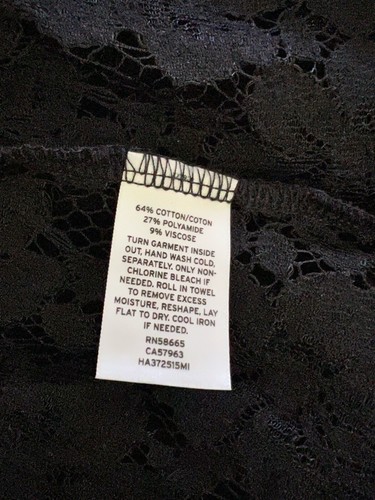 64% COTTON/COTON
27% POLYAMIDE
9% VISCOSE
TURN GARMENT INSIDE
OUT, HAND WASH COLD,
SEPARATELY. ONLY NON-
CHLORINE BLEACH IF
NEEDED. ROLL IN TOWEL
TO REMOVE EXCESS
MOISTURE, RESHAPE, LAY
FLAT TO DRY. COOL IRON
IF NEEDED.
RN58665
CA57963
HA372515MI